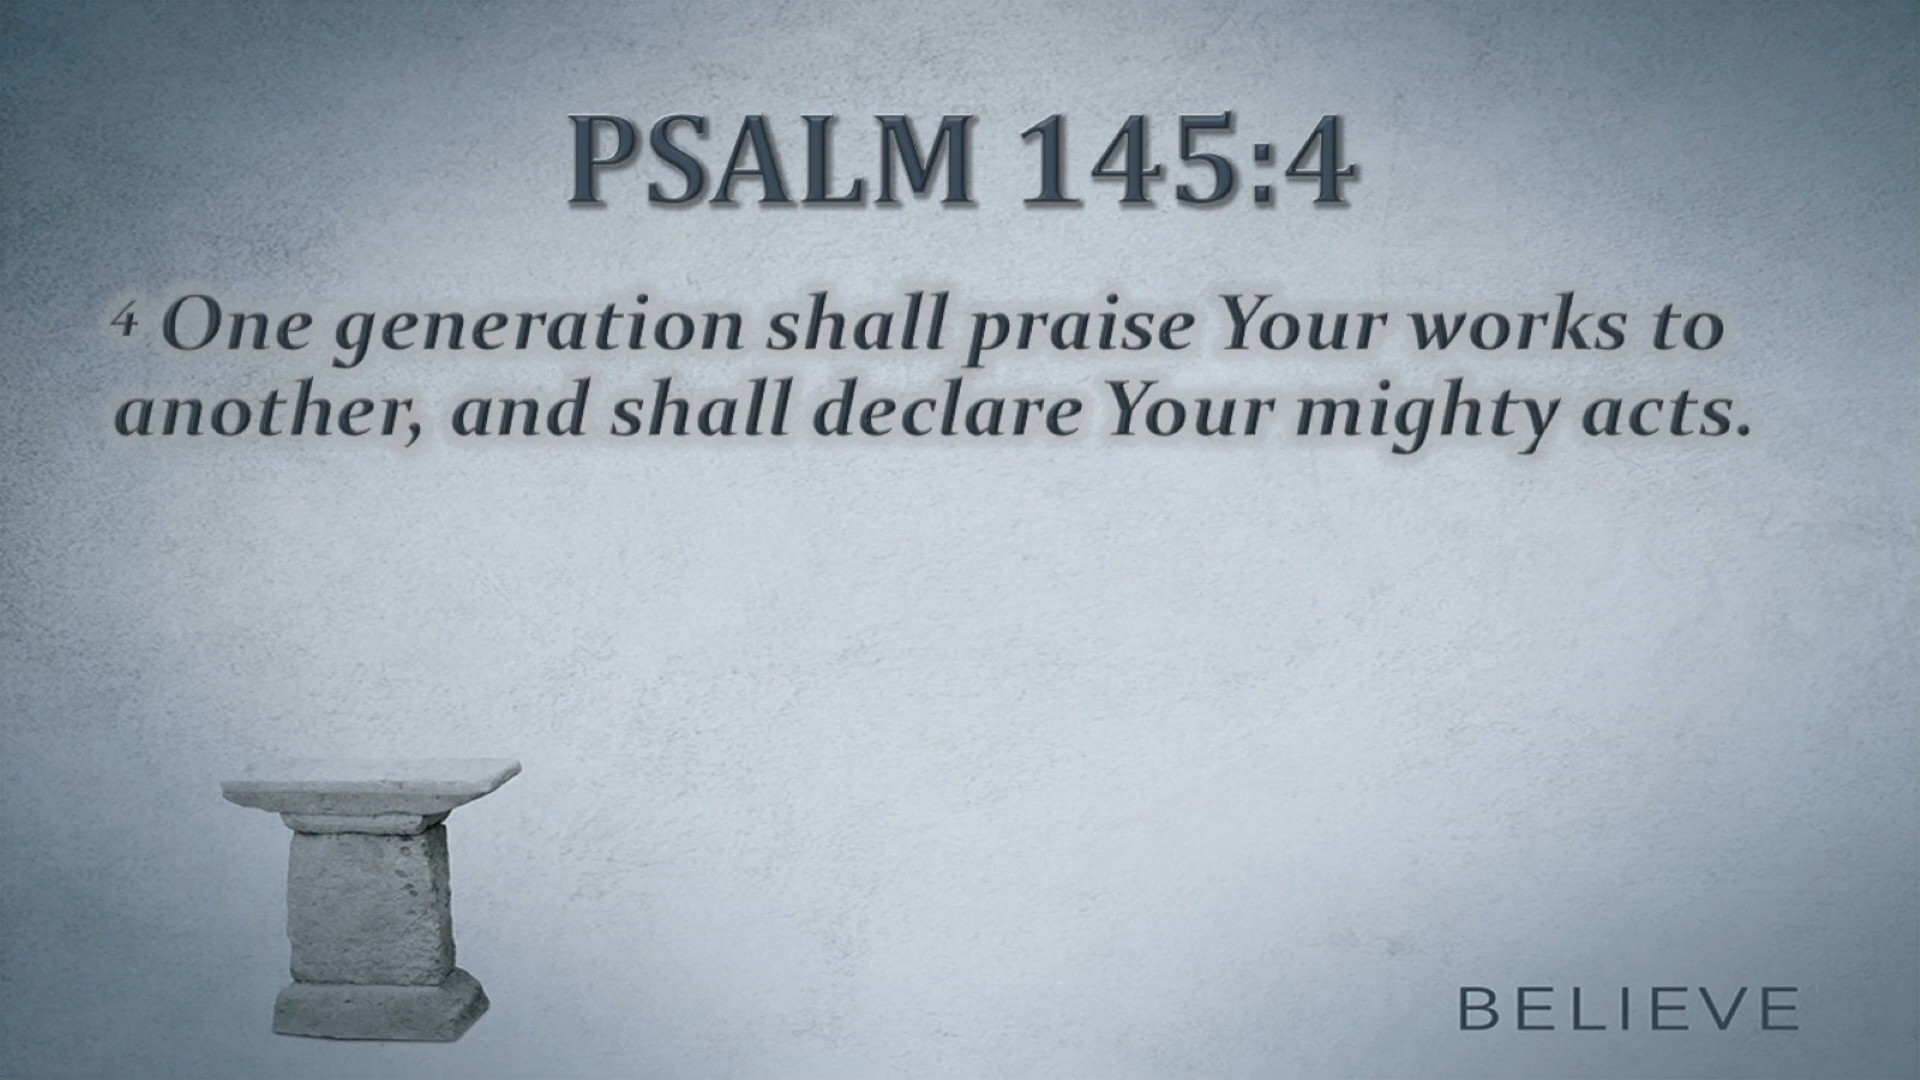 PSALM 145:4
4 One generation shall praise Your works to
another, and shall declare Your mighty acts.
BELIEVE